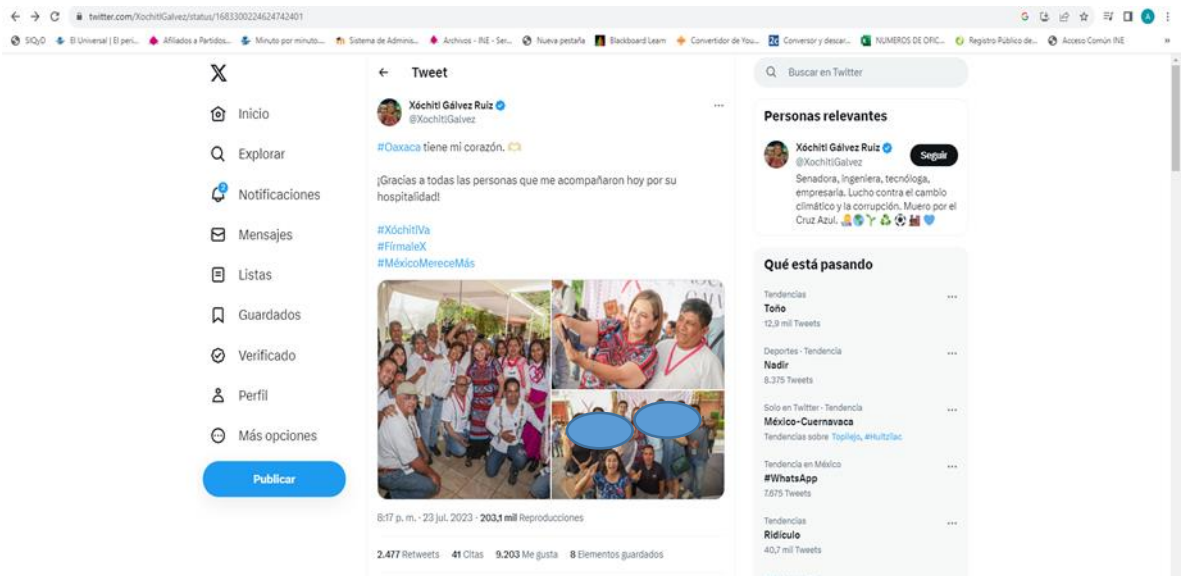 twitter.com/XochitlGalvez/status/1683300224624742401
SIQyD
El Universal | El peri...
Afiliados a Partidos...
Minuto por minuto...
Sistema de Adminis...
Archivos - INE - Ser...
Nueva pestaña
Blackboard Learn
Convertidor de You...
Conversor y descar...
NUMEROS DE OFIC...
Registro Público de...
Acceso Común INE
»
Inicio
Explorar
2
Notificaciones
Mensajes
Listas
Guardados
Verificado
Perfil
Más opciones
Publicar
Tweet
Xóchitl Gálvez Ruiz
@XochitlGalvez
#Oaxaca tiene mi corazón.
¡Gracias a todas las personas que me acompañaron hoy por su
hospitalidad!
#XóchitlVa
#FírmaleX
#MéxicoMereceMás
8:17 p. m. · 23 jul. 2023 · 203,1 mil Reproducciones
2.477 Retweets 41 Citas 9.203 Me gusta 8 Elementos guardados
Buscar en Twitter
Personas relevantes
Xóchitl Gálvez Ruiz
@XochitlGalvez
Seguir
Senadora, ingeniera, tecnóloga,
empresaria. Lucho contra el cambio
climático y la corrupción. Muero por el
Cruz Azul.
Qué está pasando
Tendencias
Toño
12,9 mil Tweets
Deportes · Tendencia
Nadir
8.375 Tweets
Solo en Twitter · Tendencia
México-Cuernavaca
Tendencias sobre Topilejo, #Huitzilac
Tendencia en México
#WhatsApp
7.875 Tweets
Tendencias
Ridículo
40,7 mil Tweets